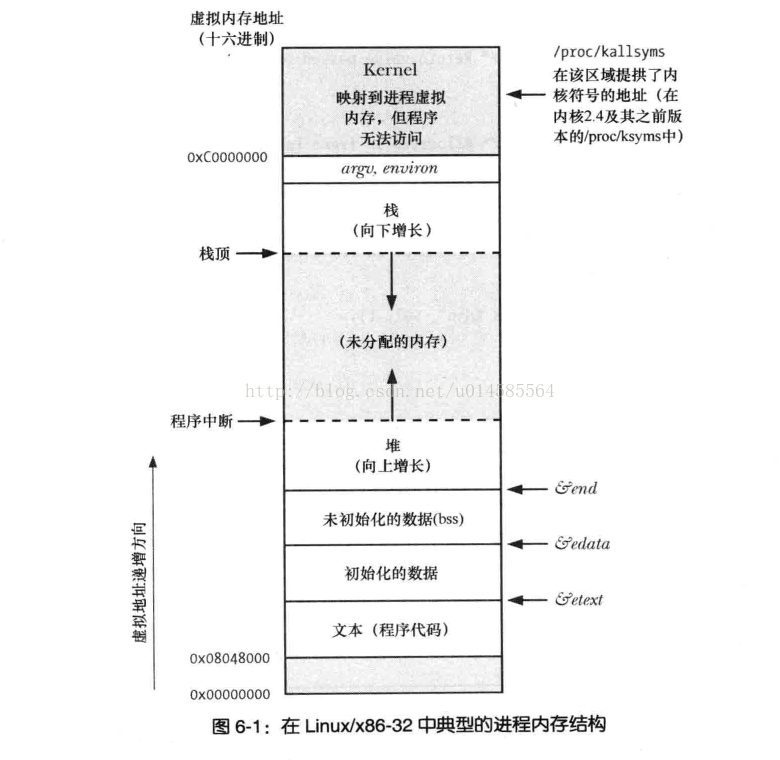 虚拟内存地址
（十六进制）
/proc/kallsyms
在该区域提供了内
核符号的地址（在
内核2.4及其之前版
本的/proc/ksyms中）
Kernel
映射到进程虚拟
内存，但程序
无法访问
0xC0000000
argv, environ
栈
（向下增长）
栈顶
（未分配的内存）
http://blog.csdn.net/u014585564
程序中断
堆
（向上增长）
&end
未初始化的数据(bss)
&edata
初始化的数据
&etext
文本（程序代码）
0x08048000
0x00000000
虚拟地址递增方向
图 6-1：在 Linux/x86-32 中典型的进程内存结构